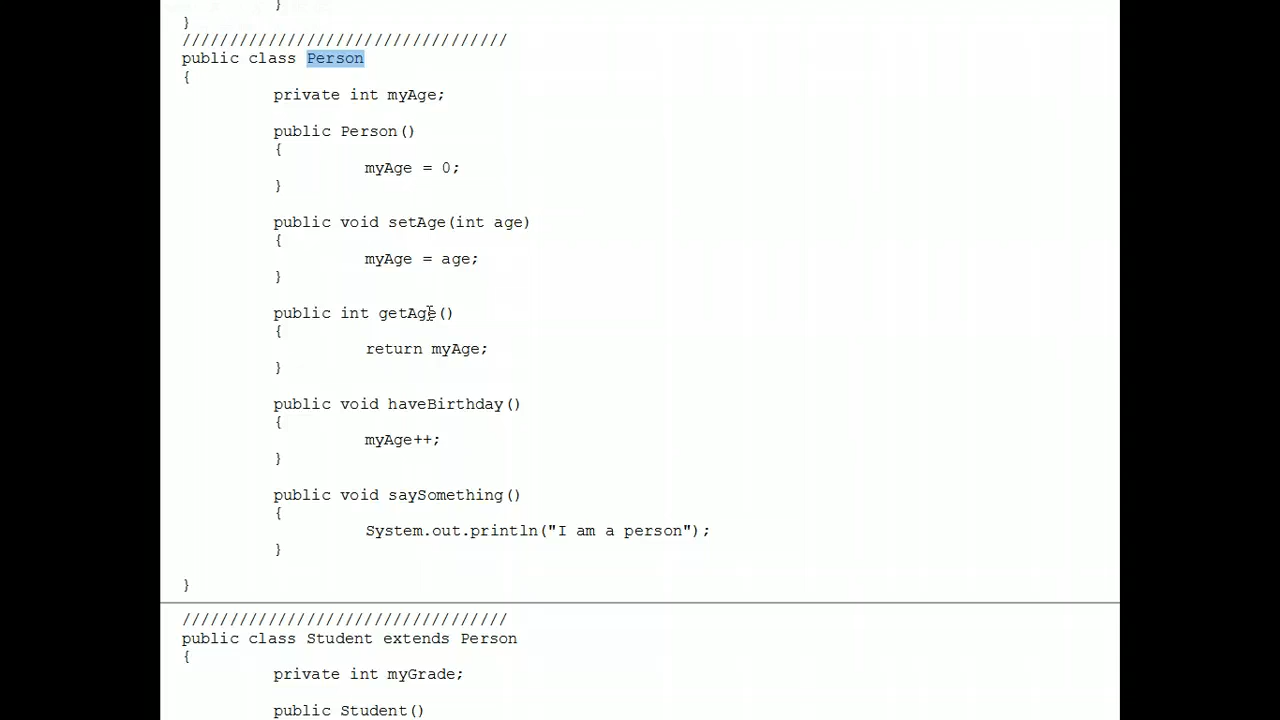 }
}
//////////////////////////////////
public class Person
{
private int myAge;
public Person()
{
myAge = 0;
}
public void setAge(int age)
{
myAge = age;
}
public int getAge()
{
return myAge;
}
public void haveBirthday()
{
myAge++;
}
public void saySomething()
{
System.out.println("I am a person");
}
}
//////////////////////////////////
public class Student extends Person
{
private int myGrade;
public Student()